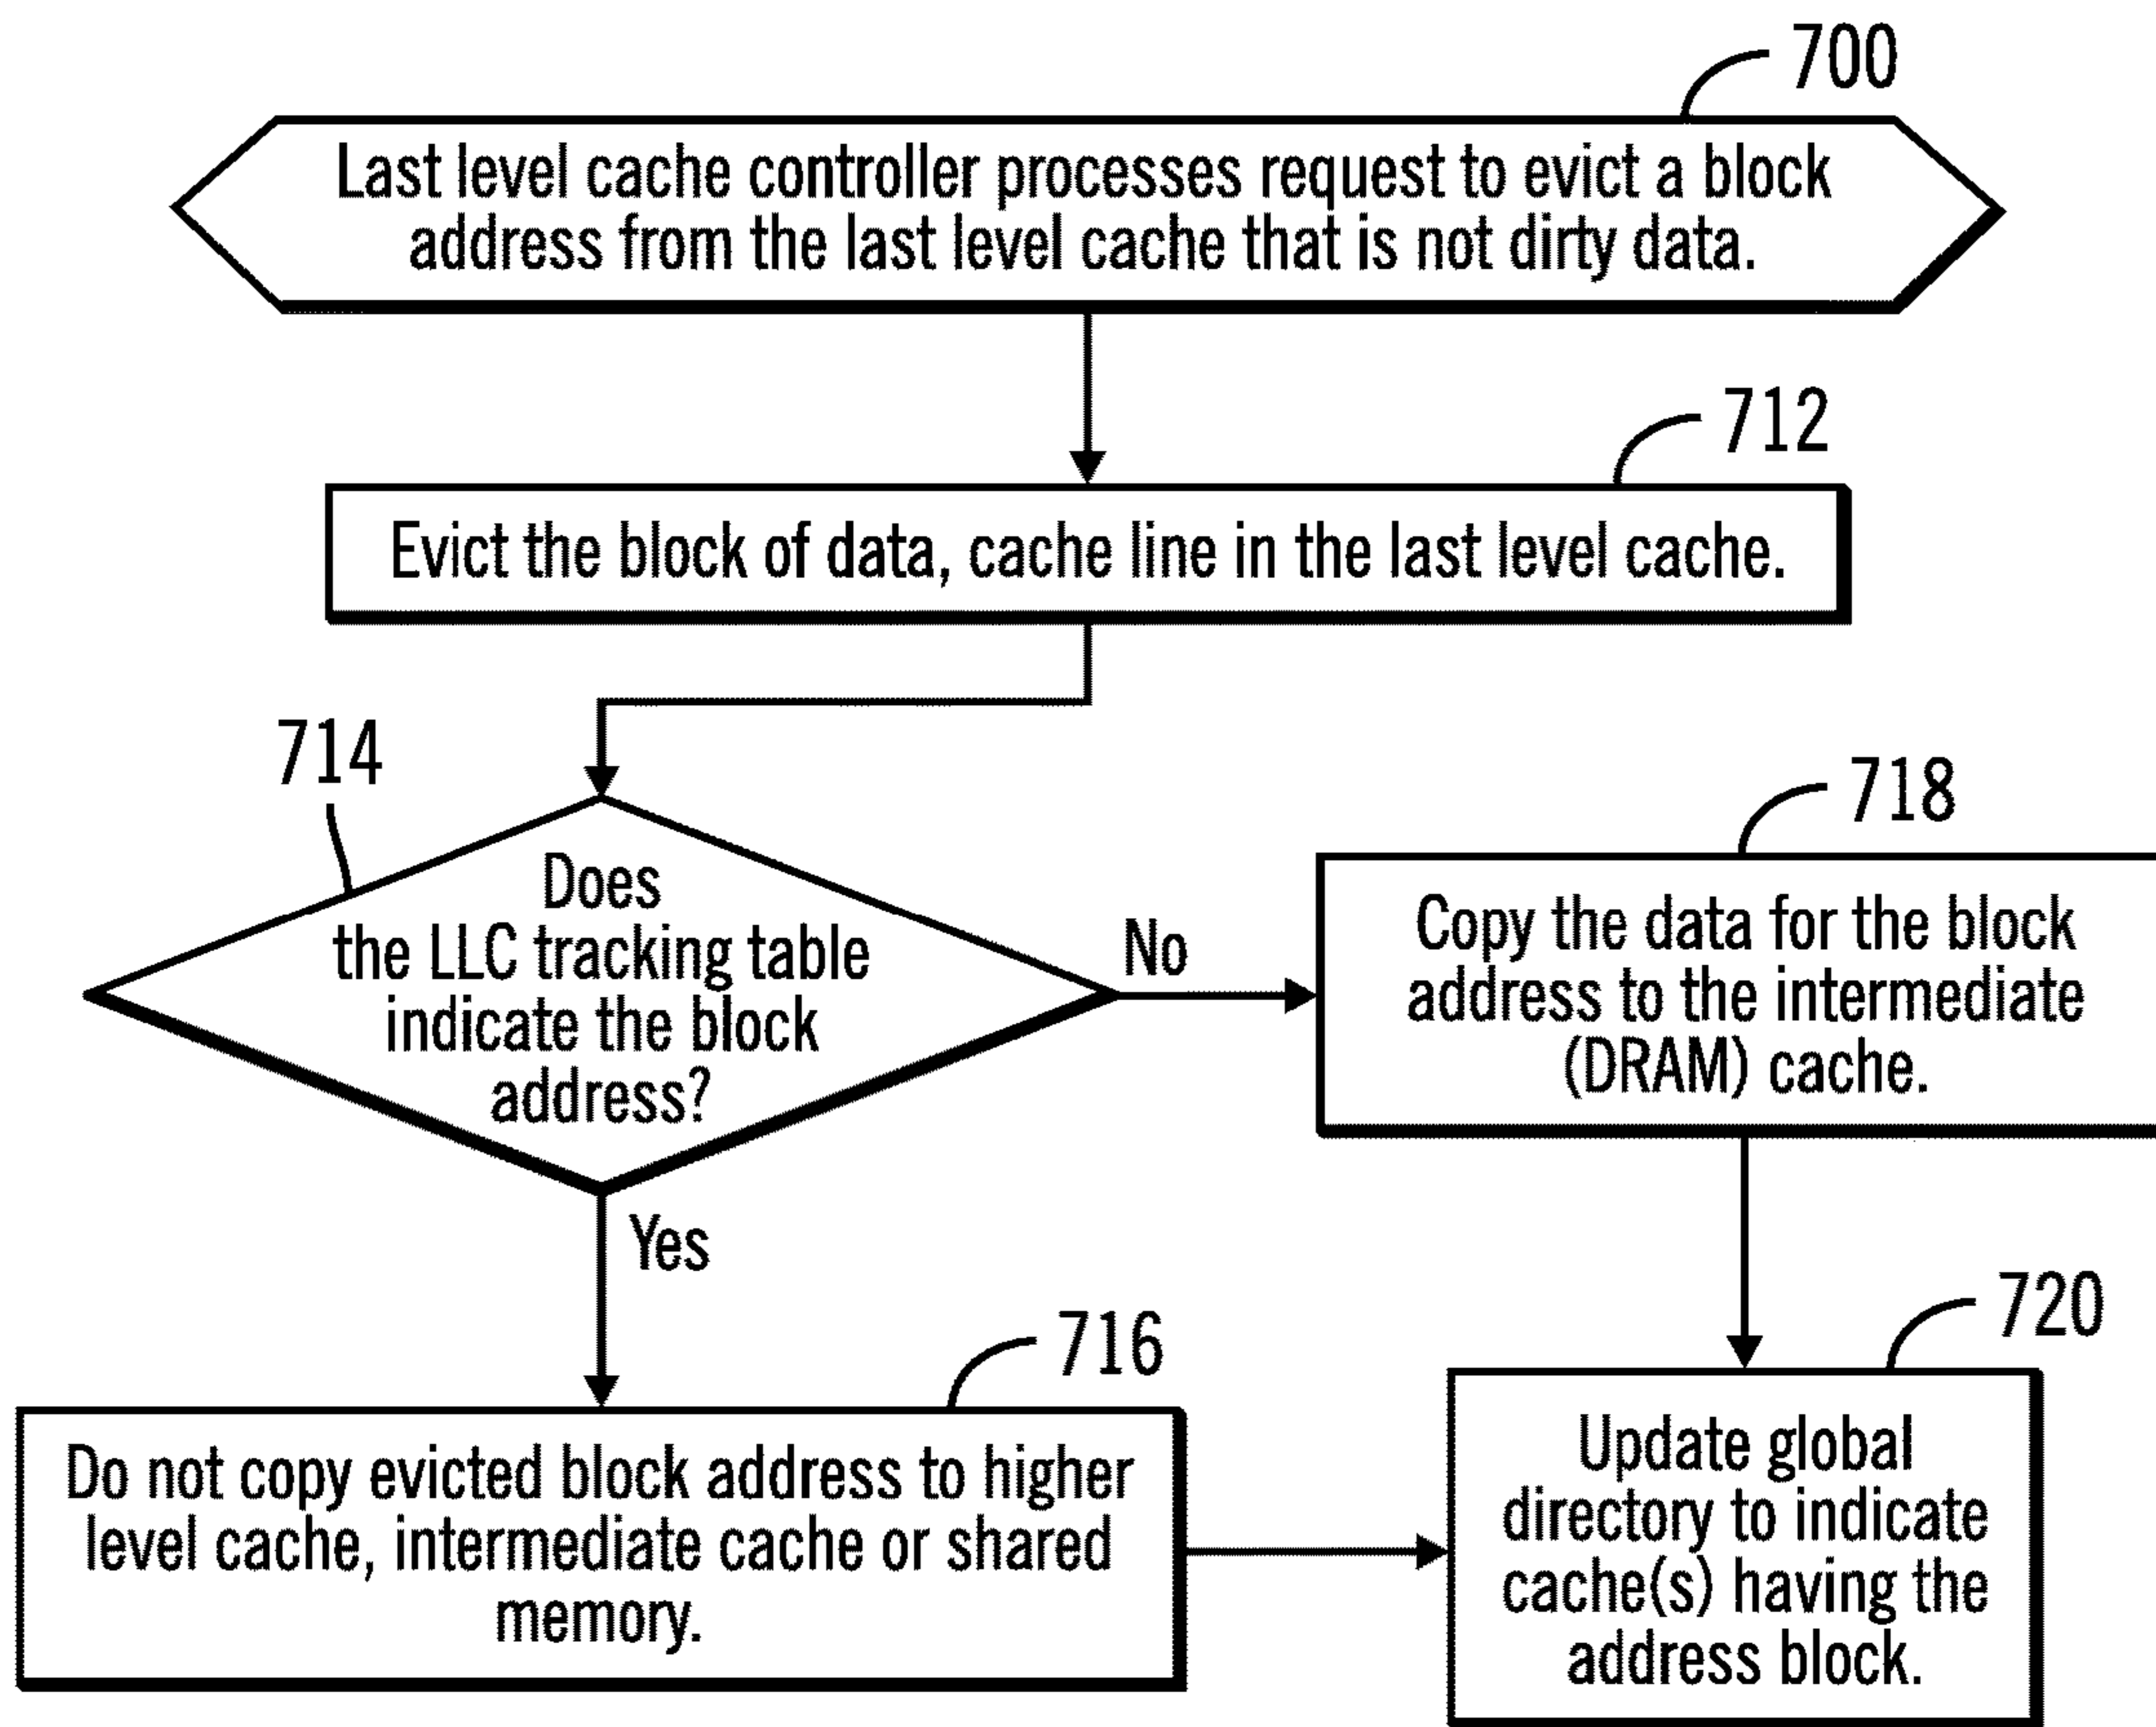 700
Last level cache controller processes request to evict a block
address from the last level cache that is not dirty data.
712
Evict the block of data, cache line in the last level cache.
714
Does
the LLC tracking table
indicate the block
address?
No
718
Copy the data for the block
address to the intermediate
(DRAM) cache.
Yes
716
Do not copy evicted block address to higher
level cache, intermediate cache or shared
memory.
720
Update global
directory to indicate
cache(s) having the
address block.